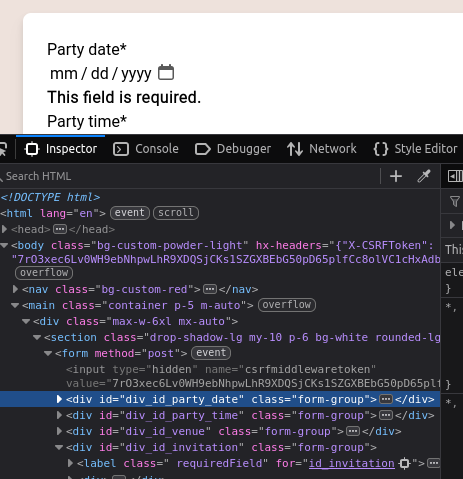 Party date*
mm / dd / yyyy
This field is required.
Party time*
Inspector Console Debugger Network Style Editor
Search HTML
<!DOCTYPE html>
<html lang="en"> event scroll
<head> </head>
<body class="bg-custom-powder-light" hx-headers="{"X-CSRFToken":
"7rO3xec6Lv0WH9ebNhpwLhR9XDQSjCKs1SZGXBEbG50pD65plfCc8olVC1cHxAdb
overflow
<nav class="bg-custom-red"> </nav>
<main class="container p-5 m-auto"> overflow
<div class="max-w-6xl mx-auto">
<section class="drop-shadow-lg my-10 p-6 bg-white rounded-lg
<form method="post"> event
<input type="hidden" name="csrfmiddlewaretoken"
value="7rO3xec6Lv0WH9ebNhpwLhR9XDQSjCKs1SZGXBEbG50pD65plf
<div id="div_id_party_date" class="form-group"> </div>
<div id="div_id_party_time" class="form-group"> </div>
<div id="div_id_venue" class="form-group"> </div>
<div id="div_id_invitation" class="form-group">
<label class=" requiredField" for="id_invitation
This
ele
}
*,
}
*,